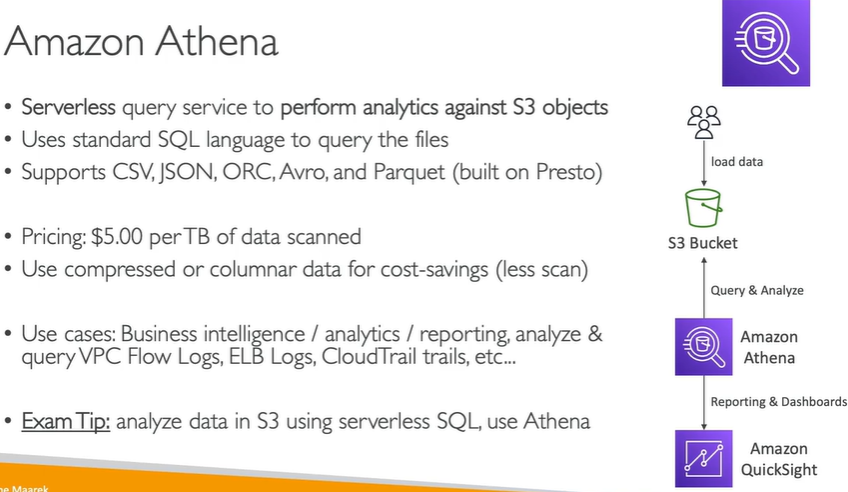 Amazon Athena
• Serverless query service to perform analytics against S3 objects
• Uses standard SQL language to query the files
• Supports CSV, JSON, ORC, Avro, and Parquet (built on Presto)
• Pricing: $5.00 per TB of data scanned
• Use compressed or columnar data for cost-savings (less scan)
• Use cases: Business intelligence / analytics / reporting, analyze &
query VPC Flow Logs, ELB Logs, CloudTrail trails, etc...
• Exam Tip: analyze data in S3 using serverless SQL, use Athena
load data
S3 Bucket
Query & Analyze
Amazon
Athena
Reporting & Dashboards
Amazon
QuickSight
Maarek